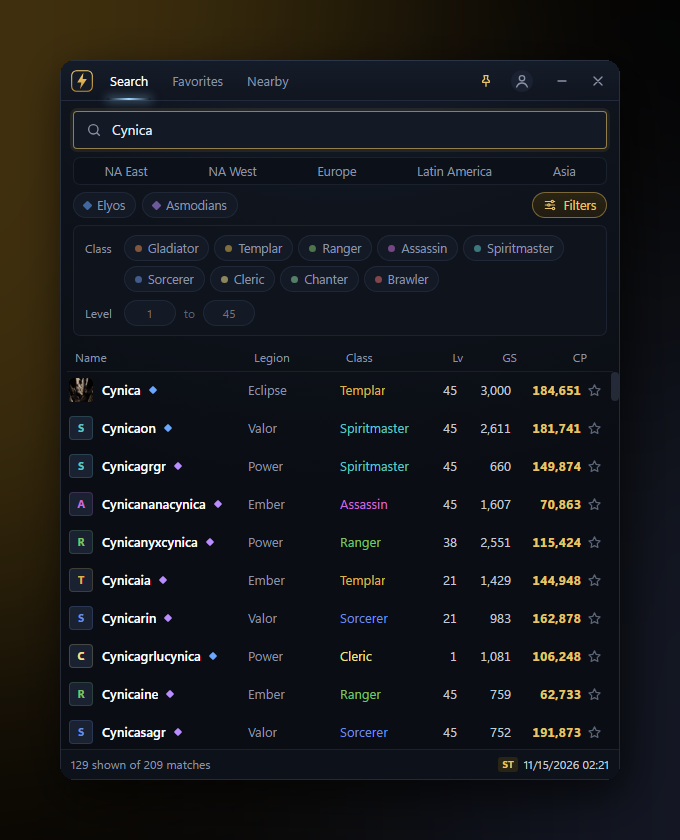 Search Favorites Nearby
Cynica
NA East NA West Europe Latin America Asia
Elyos Asmodians Filters
Class Gladiator Templar Ranger Assassin Spiritmaster
Sorcerer Cleric Chanter Brawler
Level 1 to 45
Name Legion Class Lv GS CP
Cynica Eclipse Templar 45 3,000 184,651
S Cynicaon Valor Spiritmaster 45 2,611 181,741
S Cynicagrgr Power Spiritmaster 45 660 149,874
A Cynicananacynica Ember Assassin 45 1,607 70,863
R Cynicanyxcynica Power Ranger 38 2,551 115,424
T Cynicaia Ember Templar 21 1,429 144,948
S Cynicarin Valor Sorcerer 21 983 162,878
C Cynicagrlucynica Power Cleric 1 1,081 106,248
R Cynicaine Ember Ranger 45 759 62,733
S Cynicasagr Valor Sorcerer 45 752 191,873
129 shown of 209 matches ST 11/15/2026 02:21